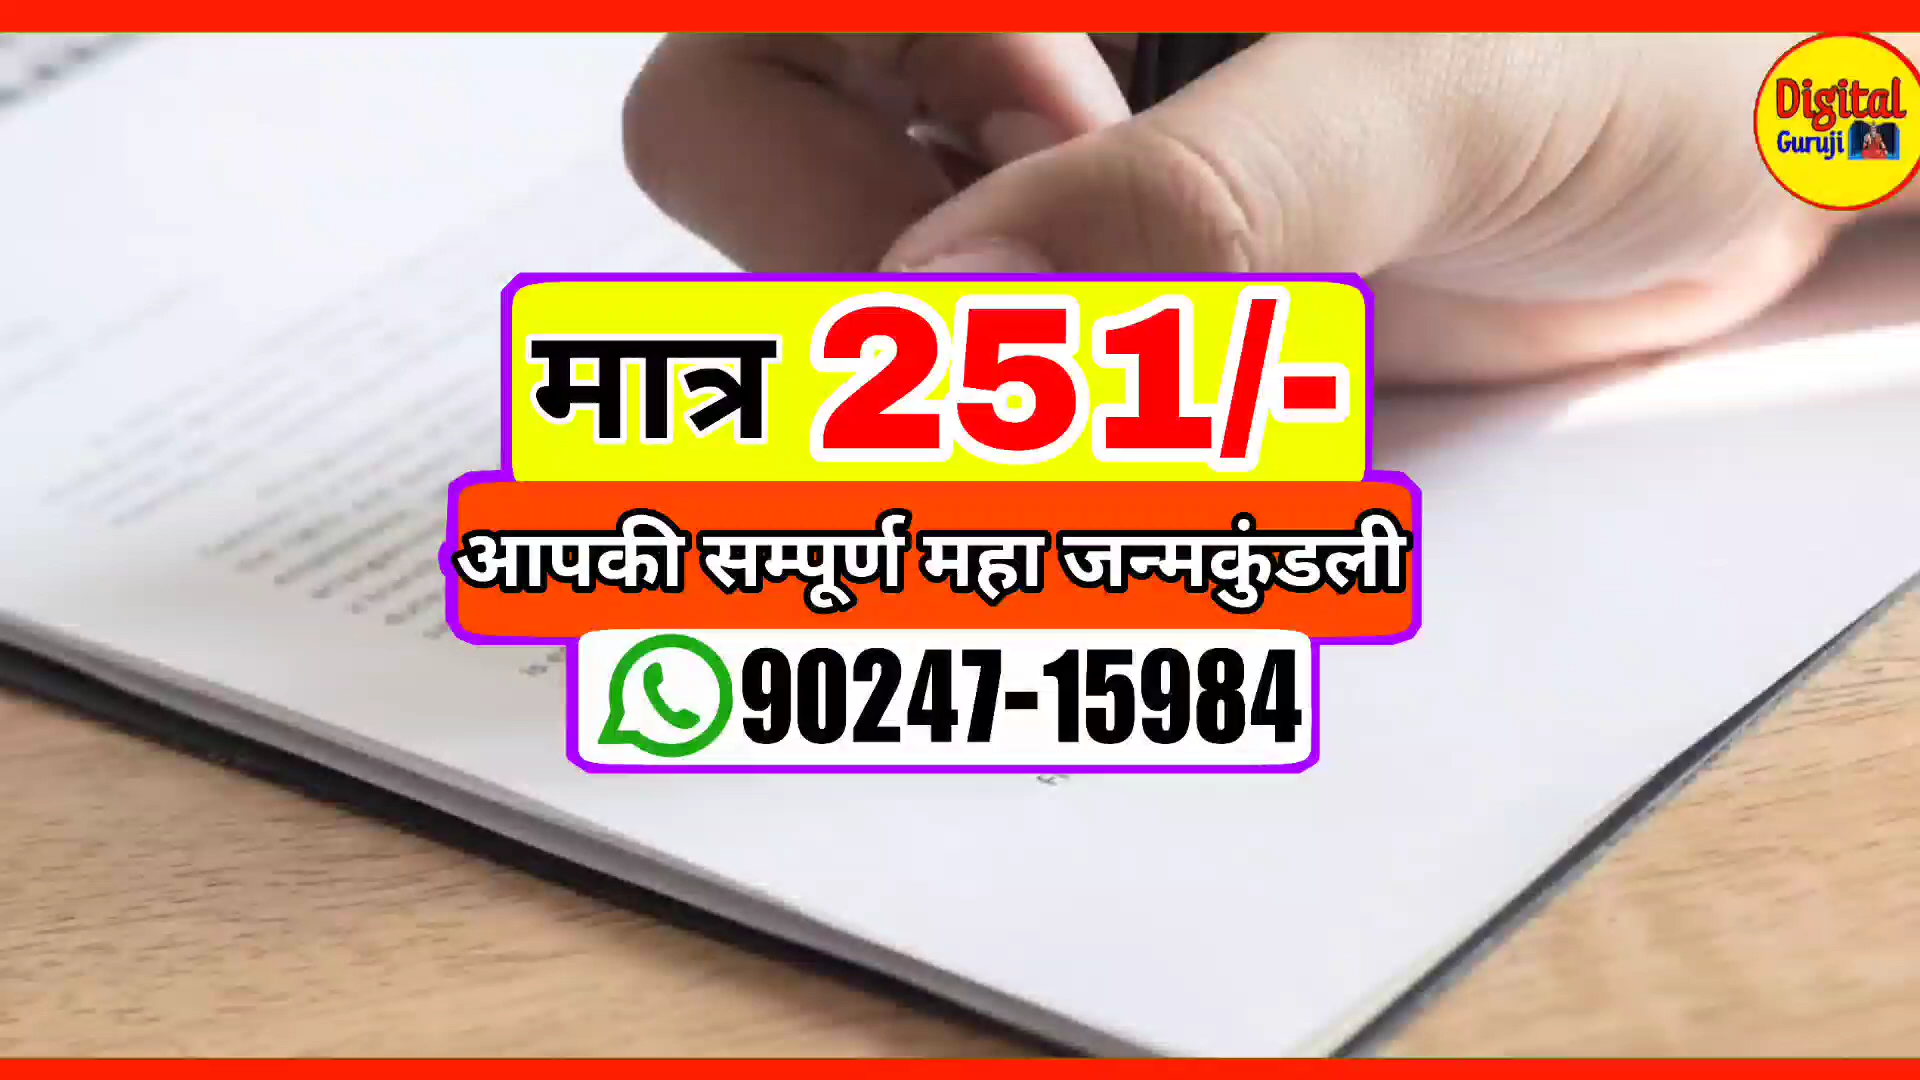 Digital
Guruji
मात्र 251/-
आपकी सम्पूर्ण महा जन्मकुंडली
90247-15984